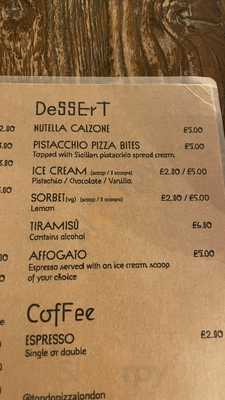 DeSSErT
NUTELLA CALZONE £5.00
PISTACCHIO PIZZA BITES £5.00
Topped with Sicilian pistachio spread cream.
ICE CREAM (scoop / 3 scoops) £2.80 / £5.00
Pistachio / Chocolate / Vanilla.
SORBET(vg) (scoop / 3 scoops) £2.80 / £5.00
Lemon
TIRAMISÙ £6.80
Contains alcohol
AFFOGATO £5.00
Espresso served with an ice cream scoop
of your choice
CoFFee
ESPRESSO £2.80
Single or double
@tondopizzalondon